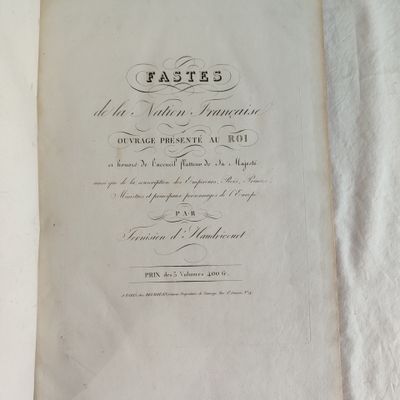 FASTES
de la Nation Française
OUVRAGE PRÉSENTÉ AU ROI
et honoré de l'accueil flatteur de Sa Majesté
ainsi que de la souscription des Empereurs, Rois, Princes,
Ministres et principaux personnages de l'Europe
PAR
Ternisien d'Haudricourt
PRIX des 3 Volumes 400 fr.
A PARIS, chez